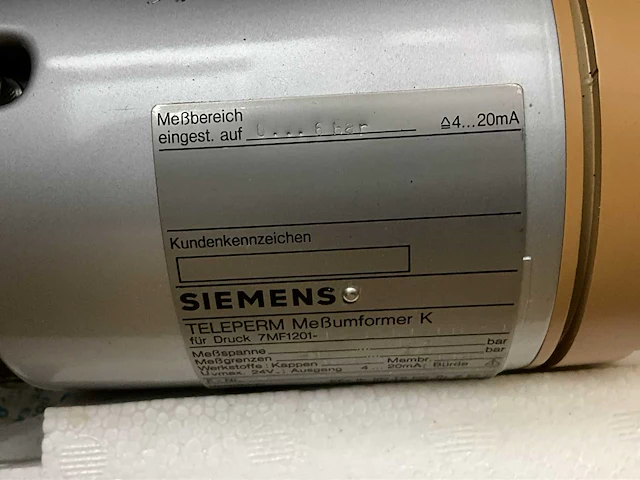 Meßbereich
eingest. auf 0...6 bar ≙4...20mA
Kundenkennzeichen
SIEMENS
TELEPERM Meßumformer K
für Druck 7MF1201-
Meßspanne bar
Meßgrenzen bar
Werkstoffe: Kappen Membr.
Uvmax. 24V-; Ausgang 4...20mA; Bürde
F.-Nr.